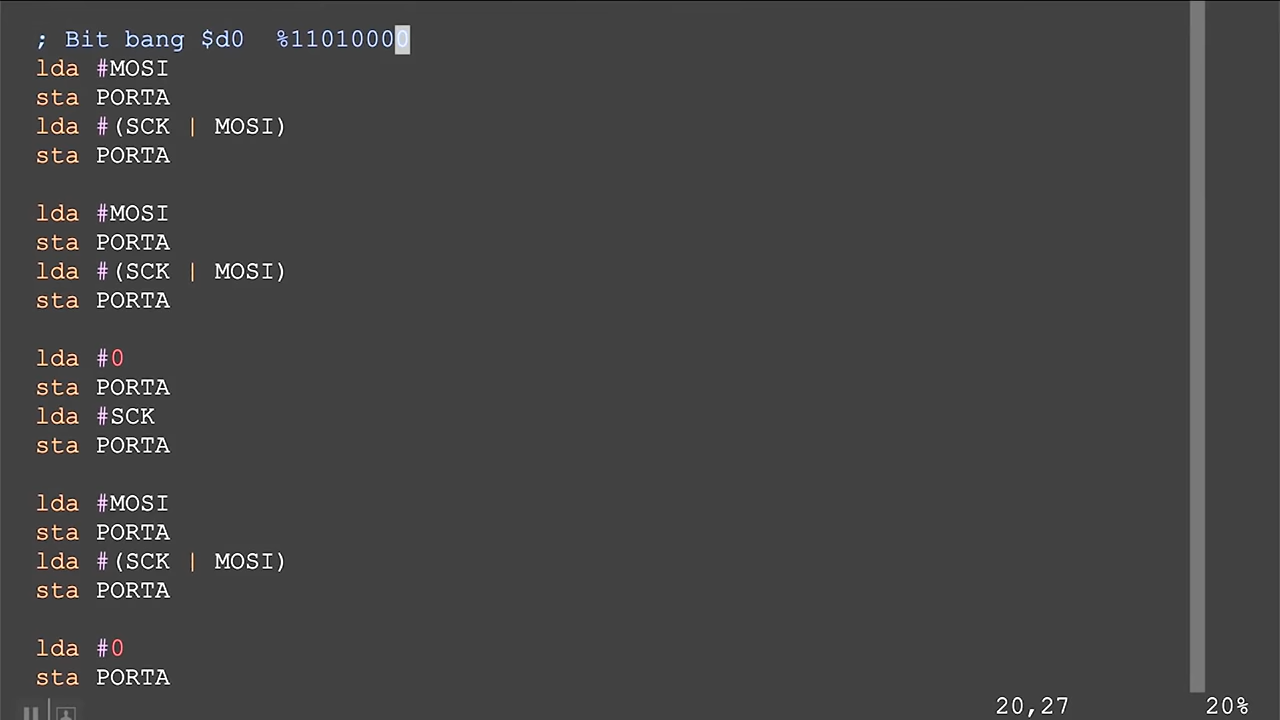 ; Bit bang $d0  %11010000
lda #MOSI
sta PORTA
lda #(SCK | MOSI)
sta PORTA
lda #MOSI
sta PORTA
lda #(SCK | MOSI)
sta PORTA
lda #0
sta PORTA
lda #SCK
sta PORTA
lda #MOSI
sta PORTA
lda #(SCK | MOSI)
sta PORTA
lda #0
sta PORTA
20,27 20%